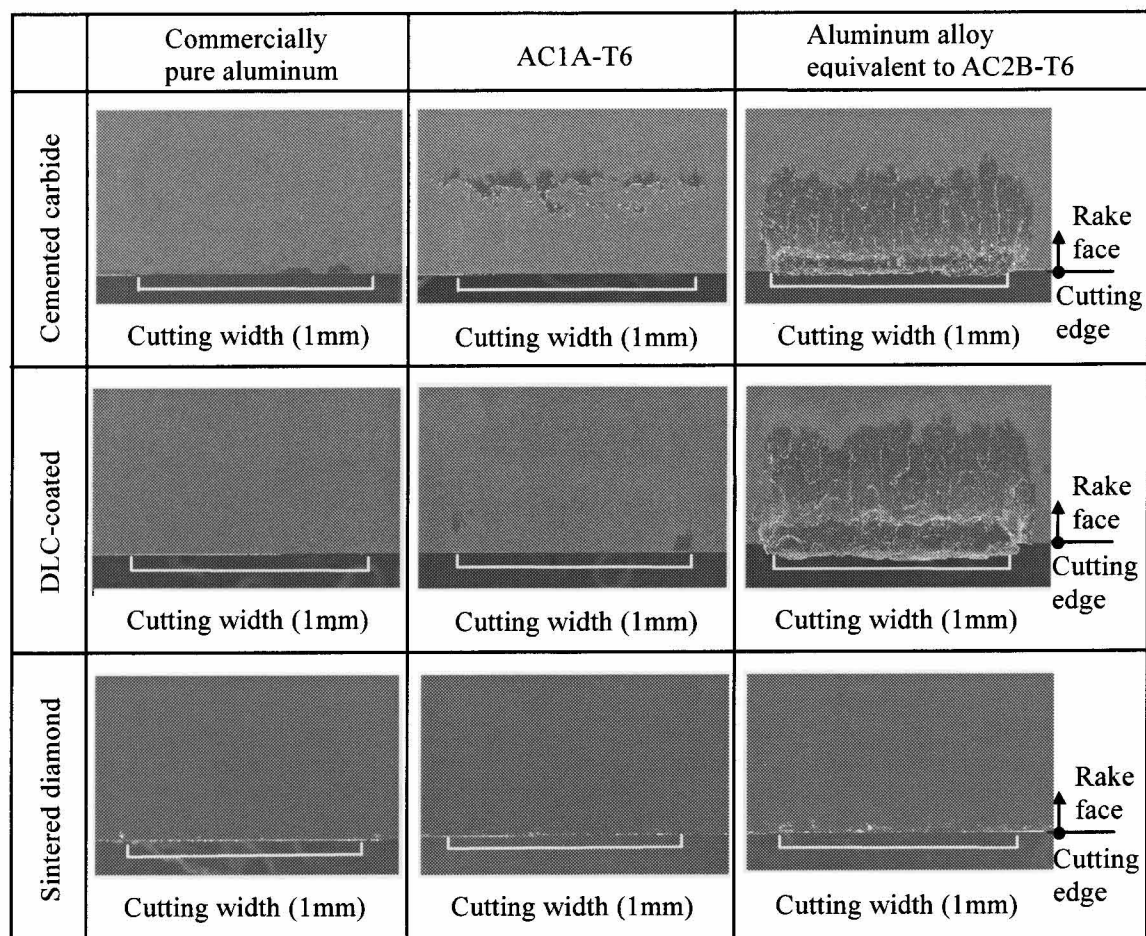 Commercially
pure aluminum
AC1A-T6
Aluminum alloy
equivalent to AC2B-T6
Cemented carbide
Cutting width (1mm)
Cutting width (1mm)
Cutting width (1mm)
Rake
face
Cutting
edge
DLC-coated
Cutting width (1mm)
Cutting width (1mm)
Cutting width (1mm)
Rake
face
Cutting
edge
Sintered diamond
Cutting width (1mm)
Cutting width (1mm)
Cutting width (1mm)
Rake
face
Cutting
edge